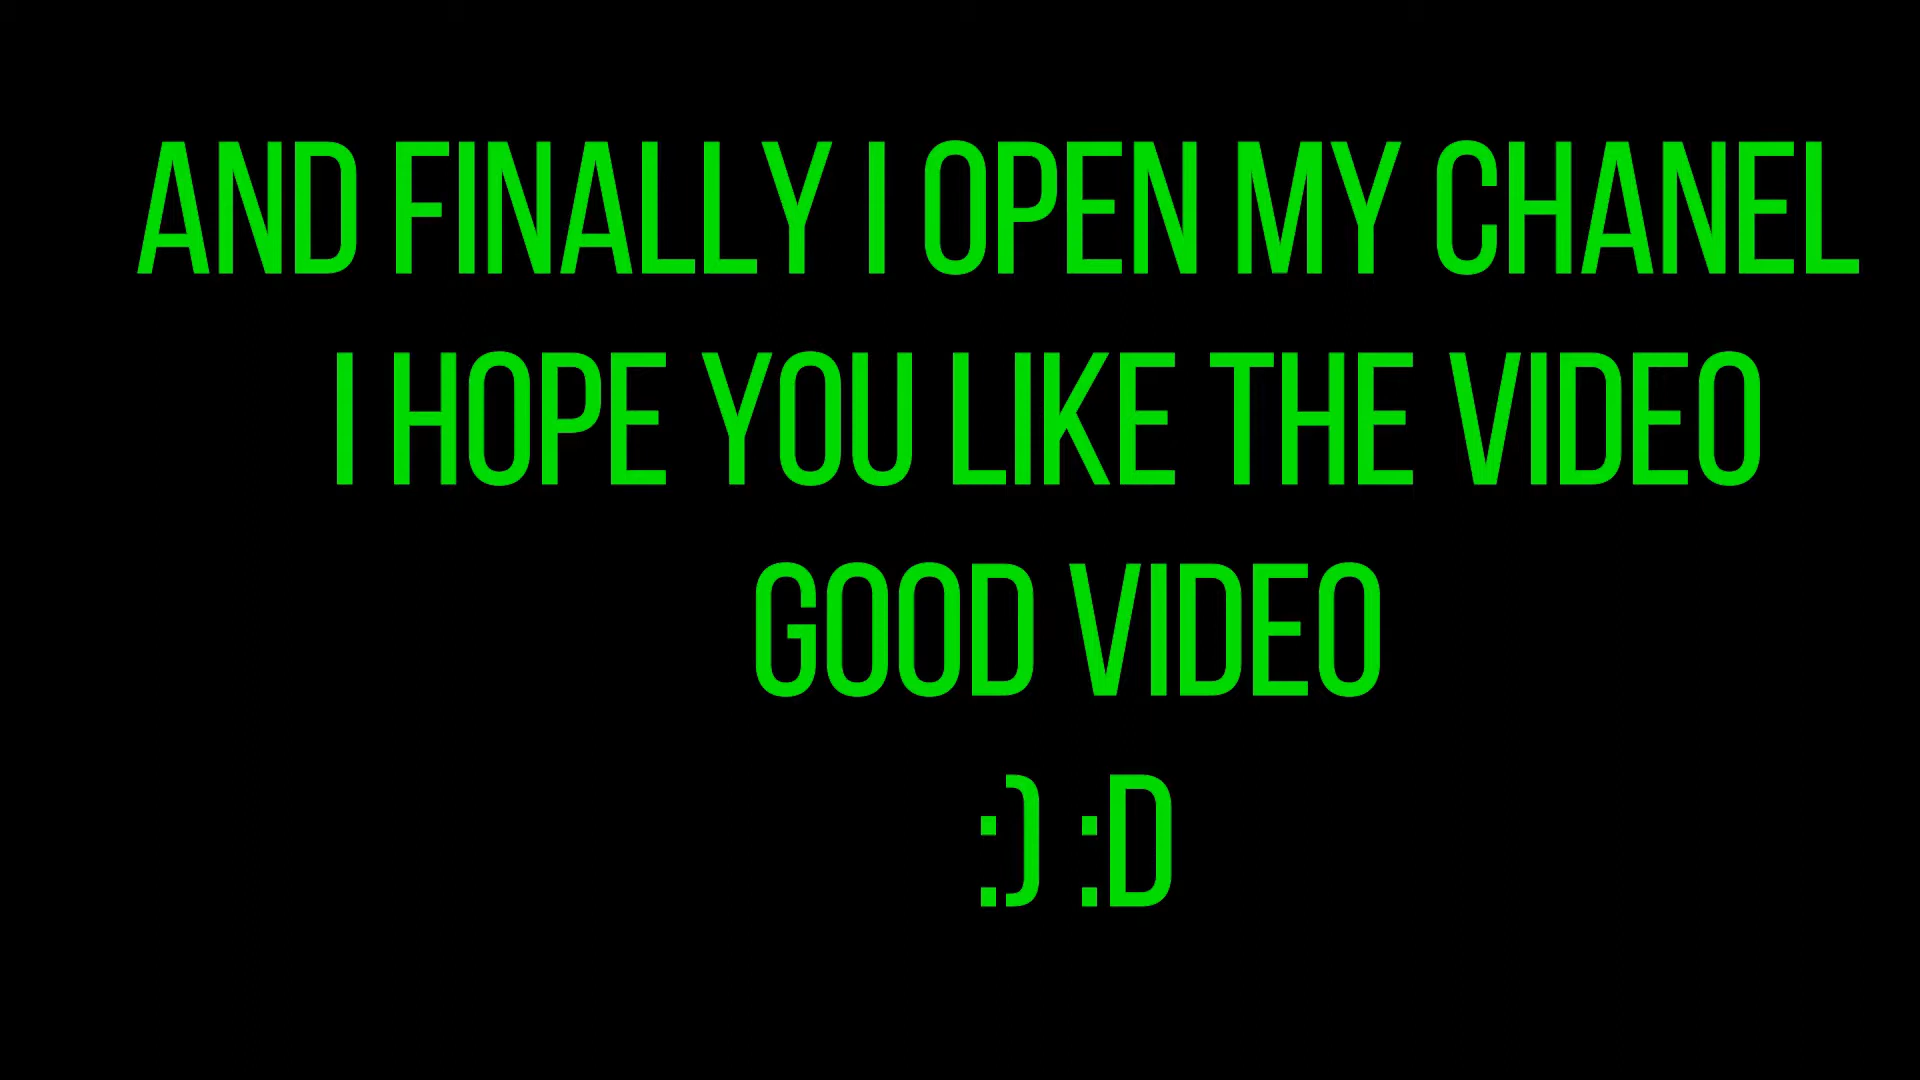 AND FINALLY I OPEN MY CHANEL
I HOPE YOU LIKE THE VIDEO
GOOD VIDEO
:) :D